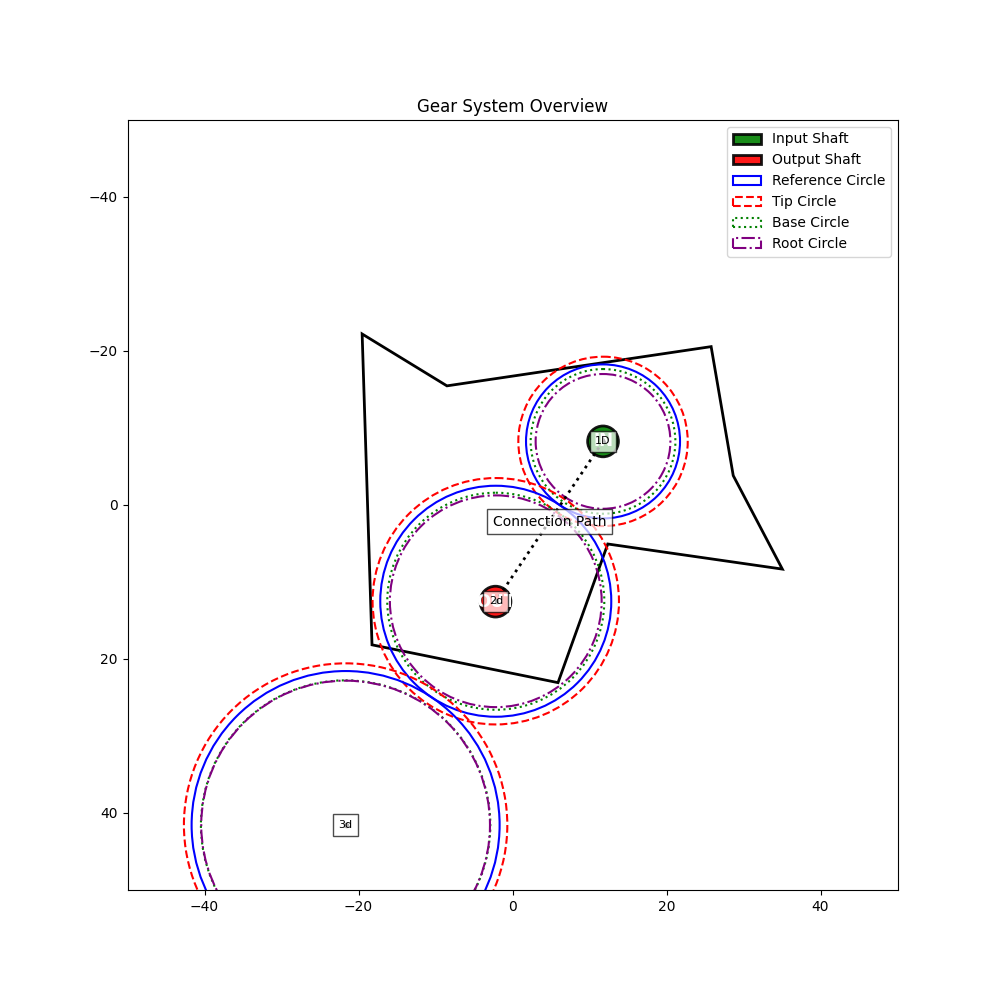 Gear System Overview
Input Shaft
Output Shaft
Reference Circle
Tip Circle
Base Circle
Root Circle
−40
−20
0
20
40
1D
Connection Path
2d
3d
−40
−20
0
20
40